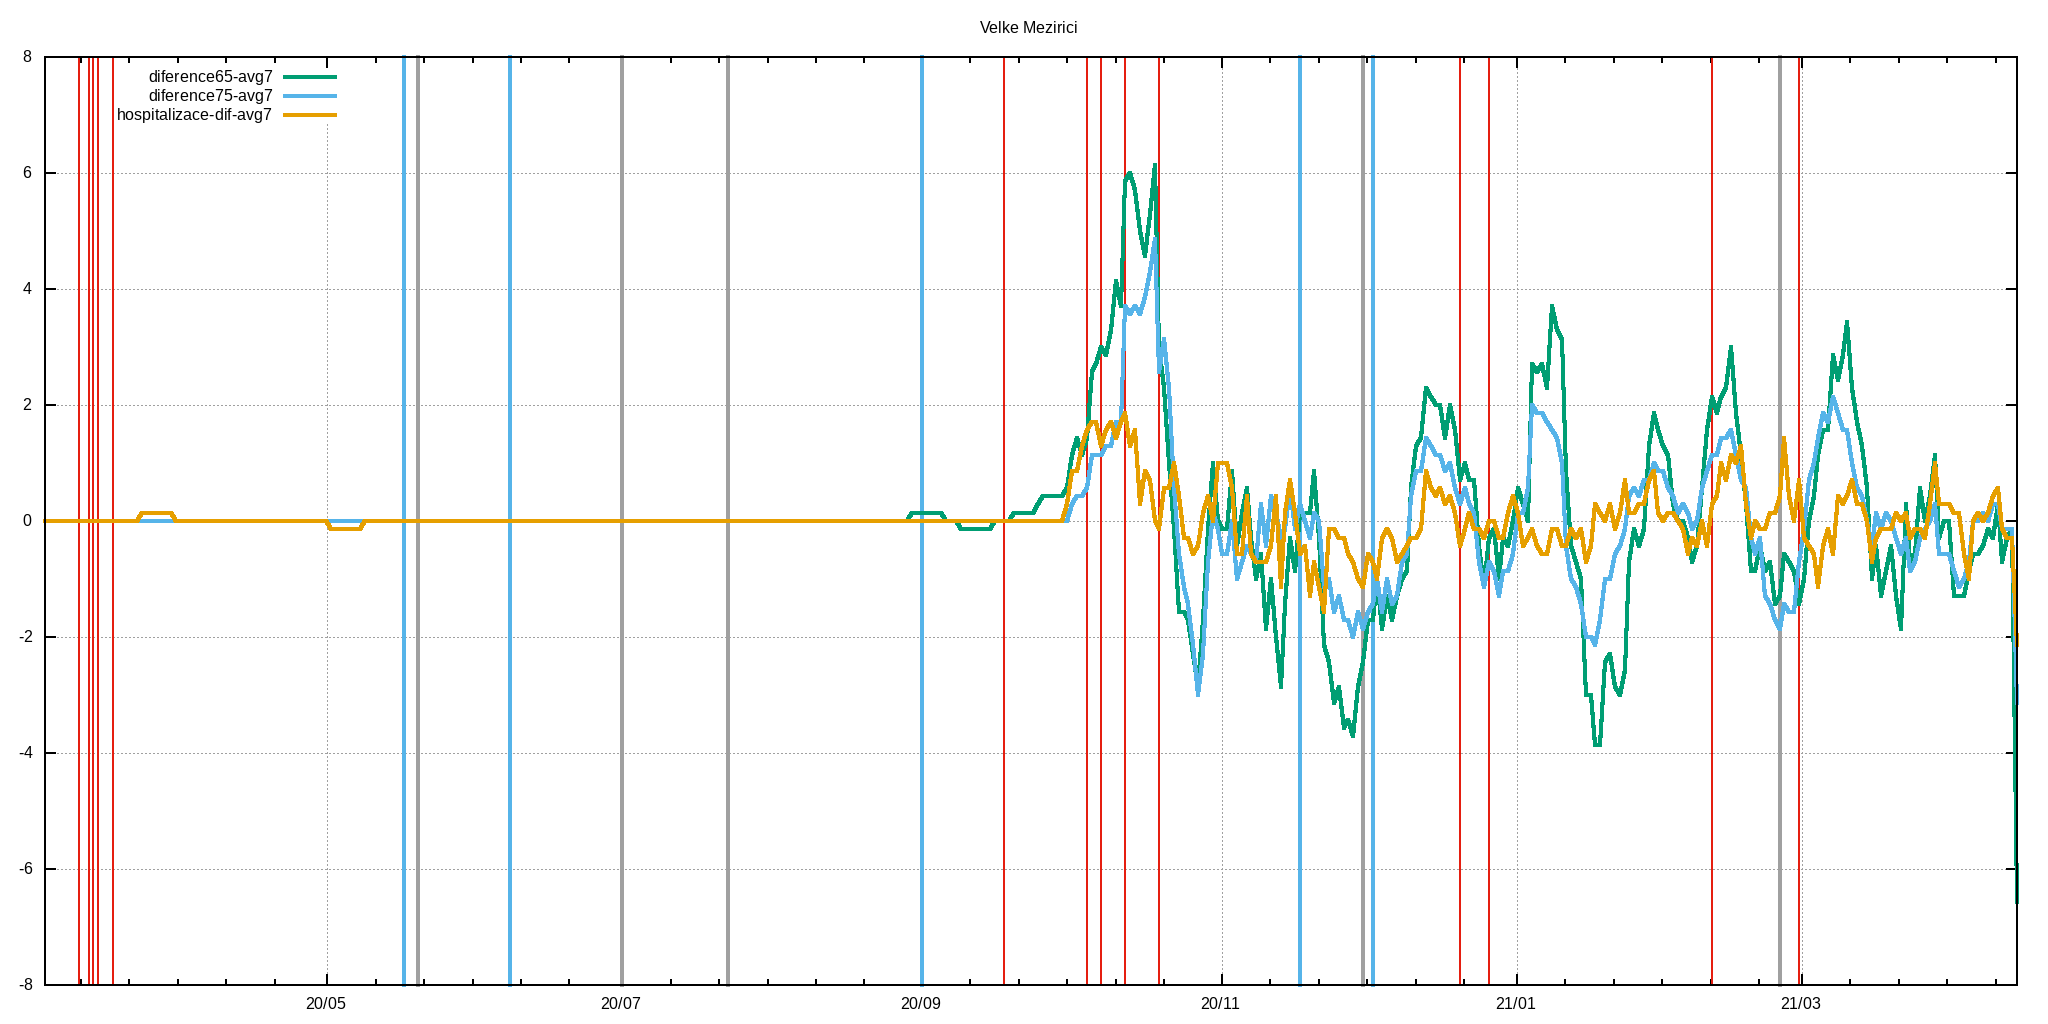 Velke Mezirici
8
diference65-avg7
diference75-avg7
hospitalizace-dif-avg7
6
4
2
0
-2
-4
-6
-8
20/05 20/07 20/09 20/11 21/01 21/03